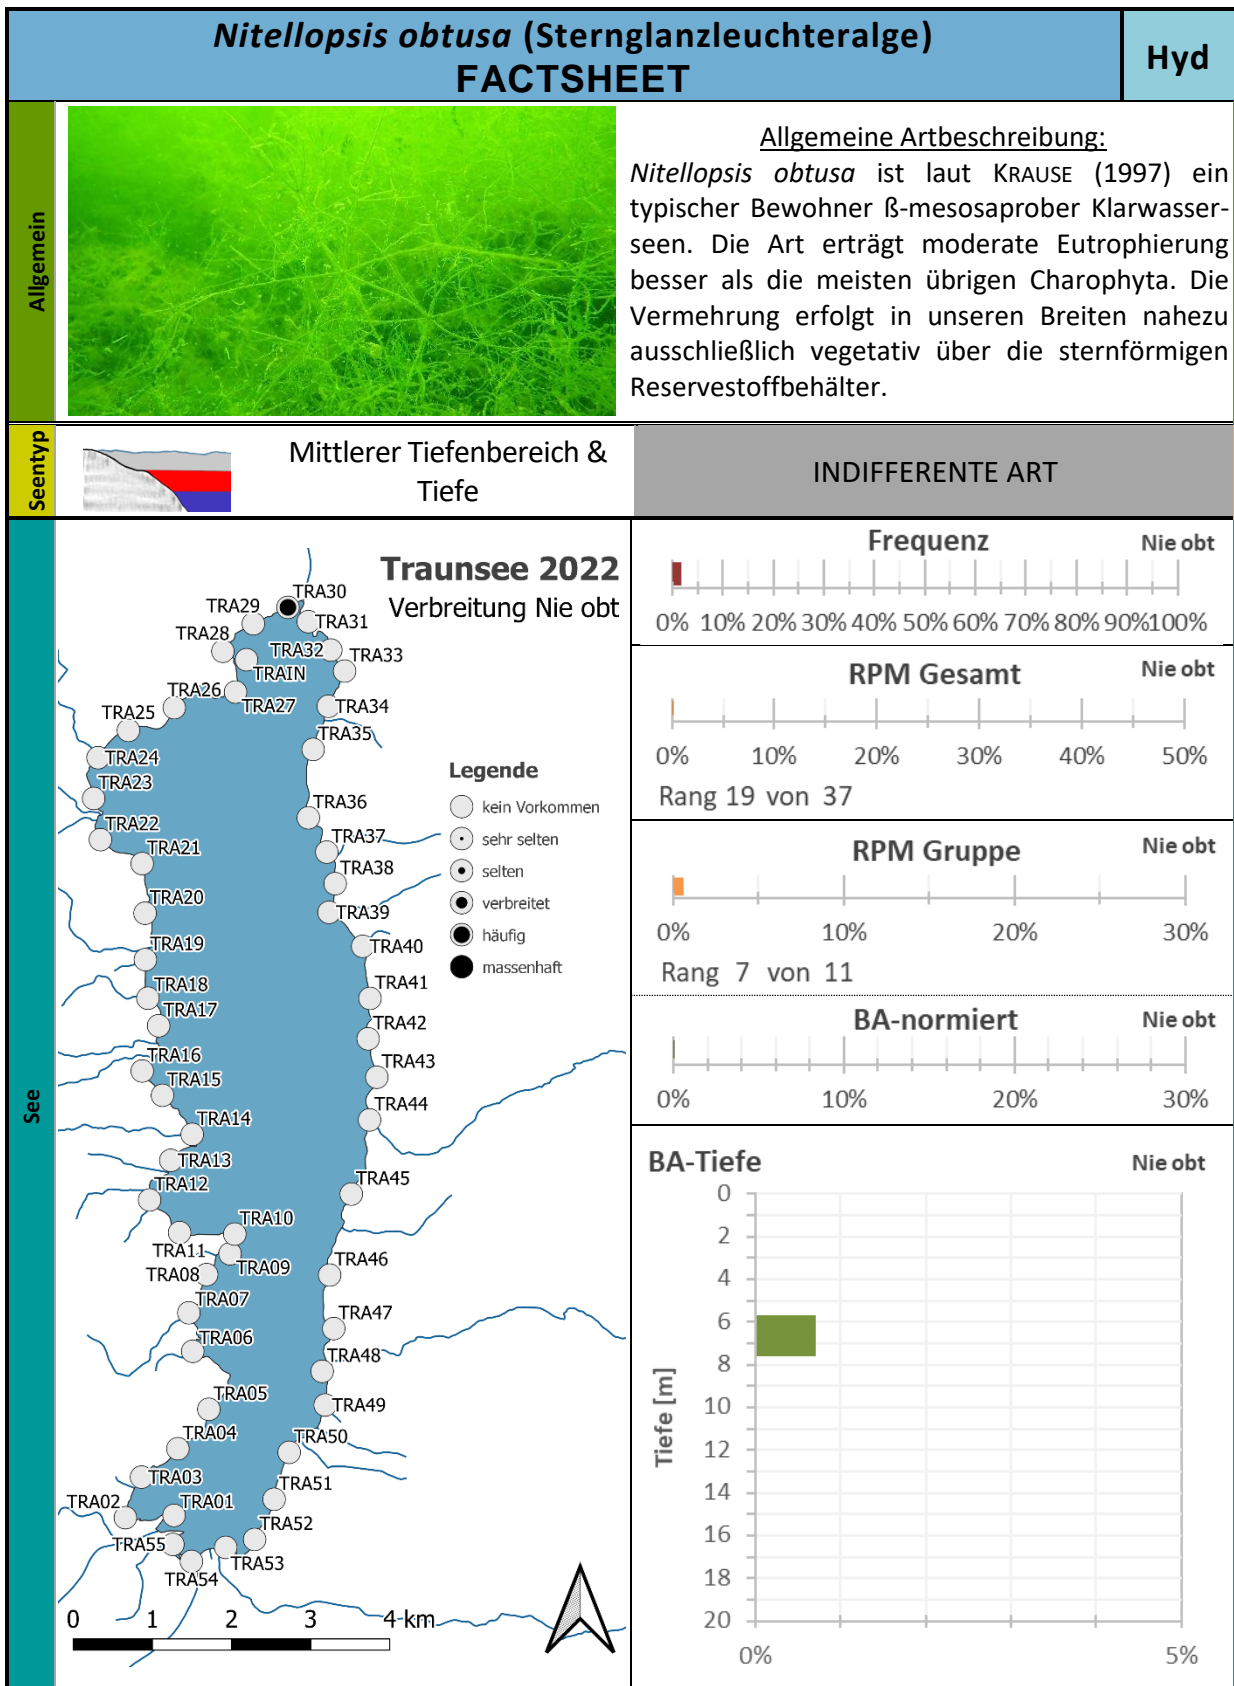 Nitellopsis obtusa (Sternglanzleuchteralge)
FACTSHEET
Hyd
Allgemein
Allgemeine Artbeschreibung:
Nitellopsis obtusa ist laut KRAUSE (1997) ein
typischer Bewohner ß-mesosaprober Klarwasser-
seen. Die Art erträgt moderate Eutrophierung
besser als die meisten übrigen Charophyta. Die
Vermehrung erfolgt in unseren Breiten nahezu
ausschließlich vegetativ über die sternförmigen
Reservestoffbehälter.
Seentyp
Mittlerer Tiefenbereich &
Tiefe
INDIFFERENTE ART
See
Traunsee 2022
Verbreitung Nie obt
TRA30
TRA29
TRA31
TRA28
TRA32
TRA33
TRAIN
TRA26
TRA27
TRA34
TRA25
TRA35
TRA24
TRA23
TRA36
TRA22
TRA37
TRA21
TRA38
TRA20
TRA39
TRA40
TRA19
TRA41
TRA18
TRA17
TRA42
TRA16
TRA43
TRA15
TRA44
TRA14
TRA13
TRA12
TRA45
TRA10
TRA11
TRA09
TRA08
TRA46
TRA07
TRA47
TRA06
TRA48
TRA05
TRA49
TRA04
TRA50
TRA03
TRA51
TRA02
TRA01
TRA52
TRA55
TRA53
TRA54
Legende
kein Vorkommen
sehr selten
selten
verbreitet
häufig
massenhaft
0 1 2 3 4 km
Frequenz
Nie obt
0% 10% 20% 30% 40% 50% 60% 70% 80% 90%100%
RPM Gesamt
Nie obt
0% 10% 20% 30% 40% 50%
Rang 19 von 37
RPM Gruppe
Nie obt
0% 10% 20% 30%
Rang 7 von 11
BA-normiert
Nie obt
0% 10% 20% 30%
BA-Tiefe
Nie obt
Tiefe [m]
0
2
4
6
8
10
12
14
16
18
20
0% 5%